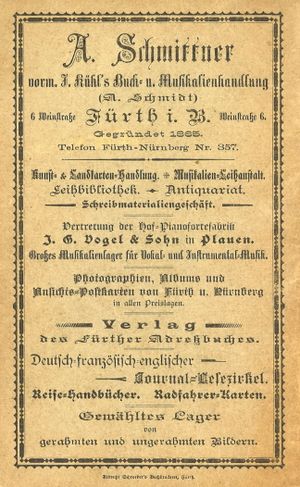 A. Schmittner
vorm. J. Kühl's Buch- u. Musikalienhandlung
(A. Schmidt)
6 Weinstraße Fürth i. B. Weinstraße 6.
Gegründet 1865.
Telefon Fürth-Nürnberg Nr. 357.
Kunst- & Landkarten-Handlung. Musikalien-Leihanstalt.
Leihbibliothek. Antiquariat.
Schreibmaterialiengeschäft.
Vertretung der Hof-Pianofortefabrik
J. G. Vogel & Sohn in Plauen.
Großes Musikalienlager für Vokal- und Instrumental-Musik.
Photographien, Albums und
Ansichts-Postkarten von Fürth u. Nürnberg
in allen Preislagen.
Verlag
des Fürther Adreßbuches.
Deutsch-französisch-englischer
Journal-Lesezirkel.
Reise-Handbücher. Radfahrer-Karten.
Gewähltes Lager
von
gerahmten und ungerahmten Bildern.
Schröder's Buchdruckerei, Fürth.